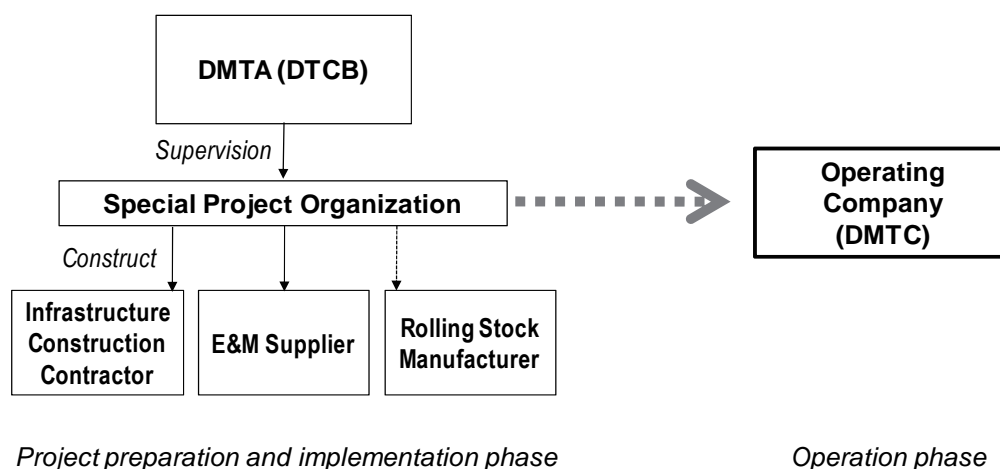 DMTA (DTCB)
Supervision
Special Project Organization
Operating
Company
(DMTC)
Construct
Infrastructure
Construction
Contractor
E&M Supplier
Rolling Stock
Manufacturer
Project preparation and implementation phase
Operation phase